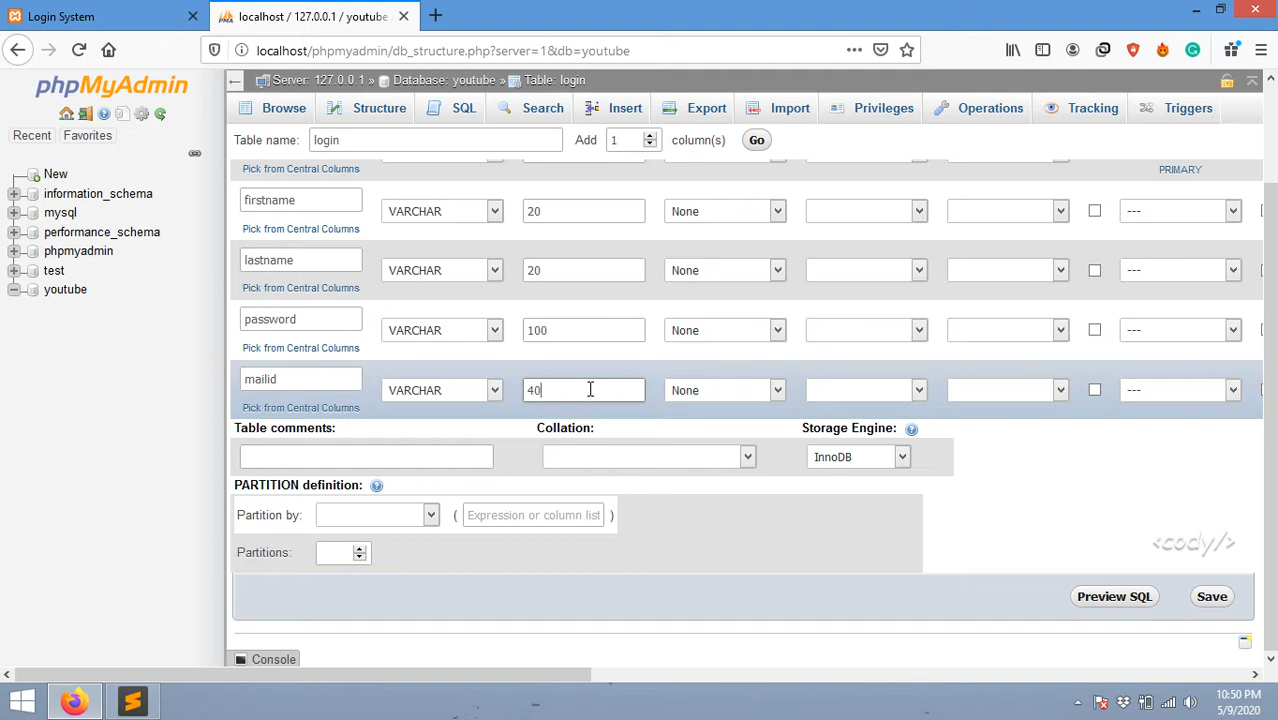 Login System
localhost / 127.0.0.1 / youtube
localhost/phpmyadmin/db_structure.php?server=1&db=youtube
phpMyAdmin
Recent
Favorites
New
information_schema
mysql
performance_schema
phpmyadmin
test
youtube
Server: 127.0.0.1 » Database: youtube » Table: login
Browse
Structure
SQL
Search
Insert
Export
Import
Privileges
Operations
Tracking
Triggers
Table name: login Add 1 column(s) Go
Pick from Central Columns PRIMARY
firstname VARCHAR 20 None ---
Pick from Central Columns
lastname VARCHAR 20 None ---
Pick from Central Columns
password VARCHAR 100 None ---
Pick from Central Columns
mailid VARCHAR 40 None ---
Pick from Central Columns
Table comments: Collation: Storage Engine:
InnoDB
PARTITION definition:
Partition by: ( Expression or column list )
Partitions:
<cody/>
Preview SQL Save
Console
10:50 PM
5/9/2020